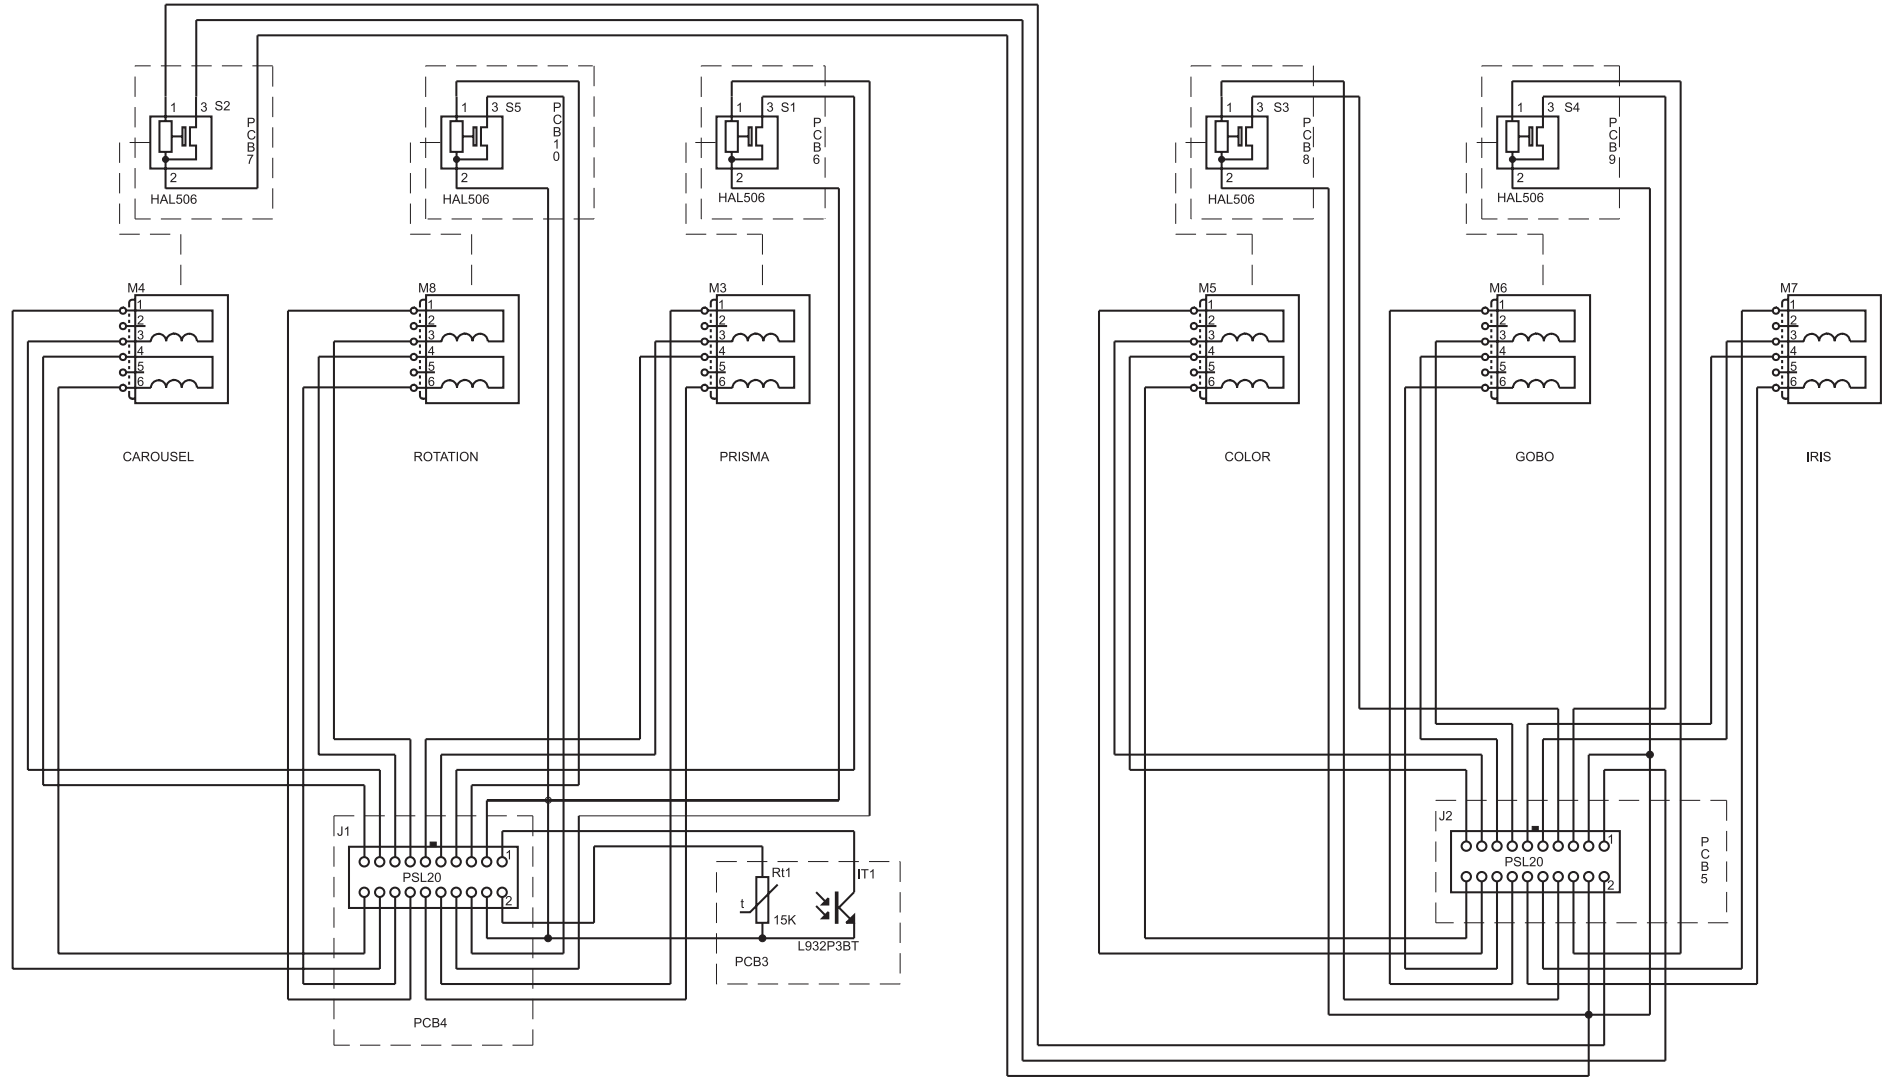 1 3 S2
PCB7
2
HAL506
1 3 S5
PCB10
2
HAL506
1 3 S1
PCB6
2
HAL506
1 3 S3
PCB8
2
HAL506
1 3 S4
PCB9
2
HAL506
M4
1
2
3
4
5
6
CAROUSEL
M8
1
2
3
4
5
6
ROTATION
M3
1
2
3
4
5
6
PRISMA
M5
1
2
3
4
5
6
COLOR
M6
1
2
3
4
5
6
GOBO
M7
1
2
3
4
5
6
IRIS
J1
1
PSL20
2
PCB4
Rt1
t
15K
IT1
L932P3BT
PCB3
J2
1
PSL20
2
PCB5